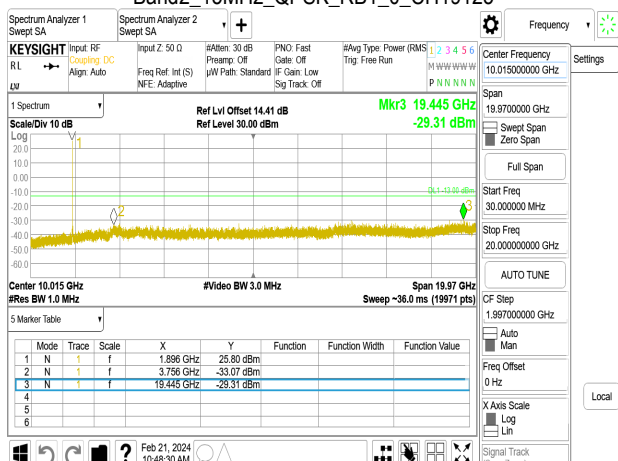 Band2_15MHz_QPSK_RB1_0_CH19125
Spectrum Analyzer 1
Swept SA
Spectrum Analyzer 2
Swept SA
Frequency
KEYSIGHT
RL
Input: RF
Coupling: DC
Align: Auto
Input Z: 50 Ω
Freq Ref: Int (S)
NFE: Adaptive
#Atten: 30 dB
Preamp: Off
µW Path: Standard
PNO: Fast
Gate: Off
IF Gain: Low
Sig Track: Off
#Avg Type: Power (RMS
Trig: Free Run
1 2 3 4 5 6
M W W W W W
P N N N N N
1 Spectrum
Scale/Div 10 dB
Ref Lvl Offset 14.41 dB
Ref Level 30.00 dBm
Mkr3 19.445 GHz
-29.31 dBm
Log
20.0
10.0
0.00
-10.0
-20.0
-30.0
-40.0
-50.0
-60.0
1
2
3
DL1 -13.00 dBm
Center 10.015 GHz
#Res BW 1.0 MHz
#Video BW 3.0 MHz
Span 19.97 GHz
Sweep ~36.0 ms (19971 pts)
5 Marker Table
Mode Trace Scale X Y Function Function Width Function Value
1 N 1 f 1.896 GHz 25.80 dBm
2 N 1 f 3.756 GHz -33.07 dBm
3 N 1 f 19.445 GHz -29.31 dBm
4
5
6
Feb 21, 2024
10:48:30 AM
Center Frequency
10.015000000 GHz
Span
19.9700000 GHz
Swept Span
Zero Span
Full Span
Start Freq
30.000000 MHz
Stop Freq
20.000000000 GHz
AUTO TUNE
CF Step
1.997000000 GHz
Auto
Man
Freq Offset
0 Hz
X Axis Scale
Log
Lin
Signal Track
Settings
Local